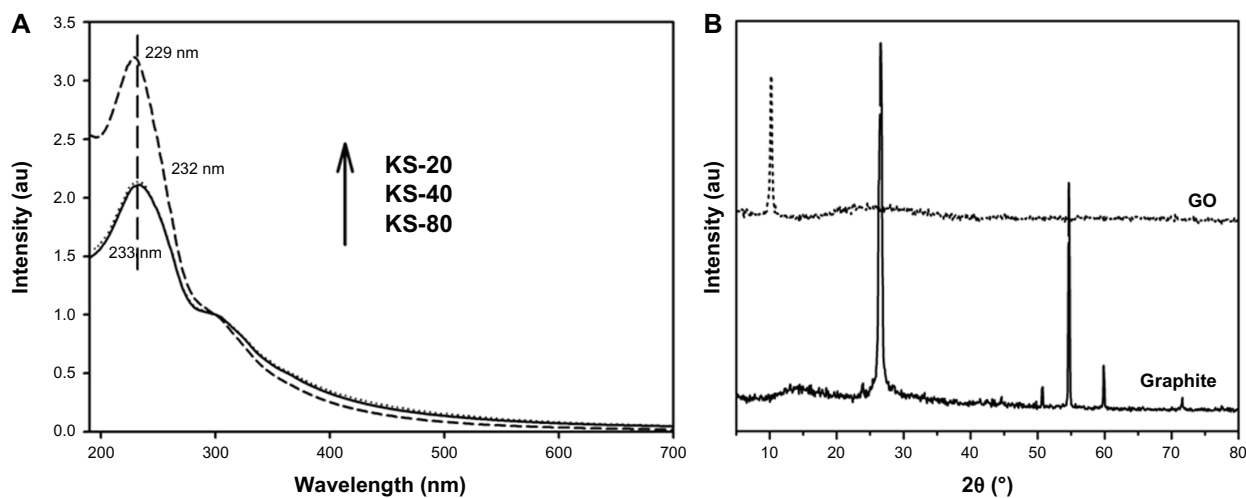 A
3.5
3.0
2.5
2.0
1.5
1.0
0.5
0.0
Intensity (au)
229 nm
232 nm
233 nm
KS-20
KS-40
KS-80
200
300
400
500
600
700
Wavelength (nm)
B
Intensity (au)
GO
Graphite
10
20
30
40
50
60
70
80
2θ (°)